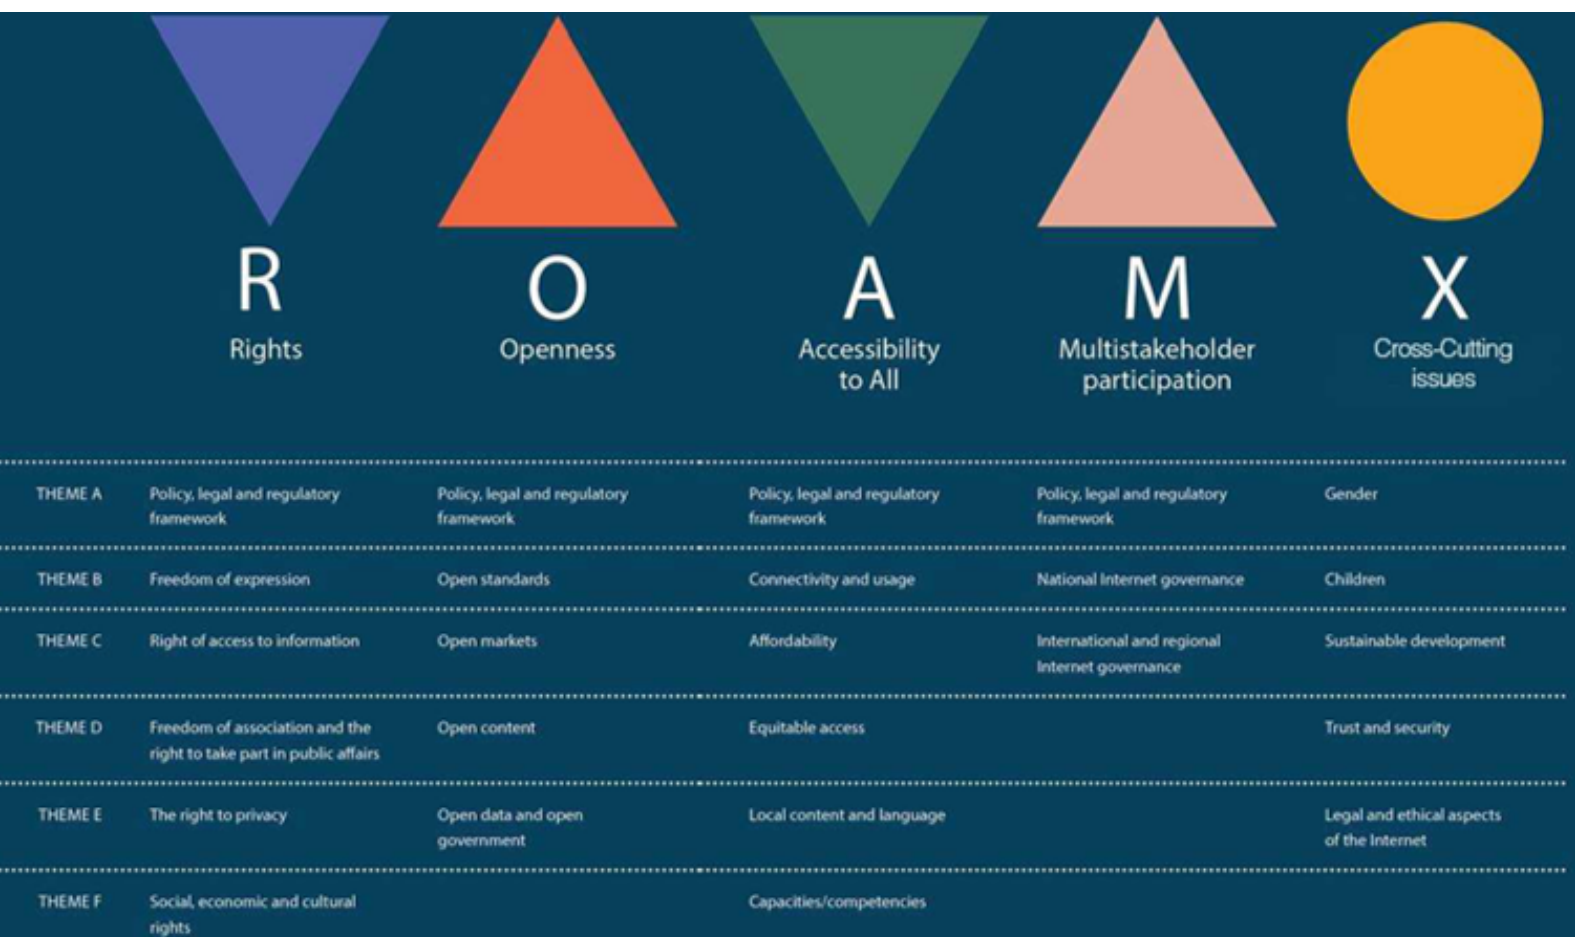 R O A M X
Rights Openness Accessibility Multistakeholder Cross-Cutting
to All participation issues
THEME A Policy, legal and regulatory Policy, legal and regulatory Policy, legal and regulatory Policy, legal and regulatory Gender
framework framework framework framework
THEME B Freedom of expression Open standards Connectivity and usage National Internet governance Children
THEME C Right of access to information Open markets Affordability International and regional Sustainable development
Internet governance
THEME D Freedom of association and the Open content Equitable access Trust and security
right to take part in public affairs
THEME E The right to privacy Open data and open Local content and language Legal and ethical aspects
government of the Internet
THEME F Social, economic and cultural Capacities/competencies
rights